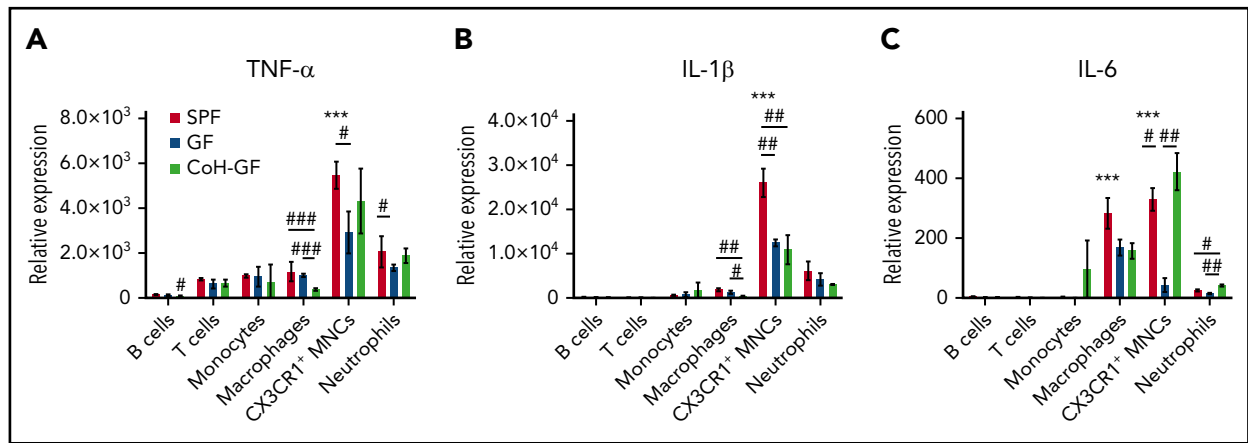 A
TNF-α
Relative expression
8.0×10³
6.0×10³
4.0×10³
2.0×10³
0
SPF
GF
CoH-GF
#
###
###
***
#
#
B cells
T cells
Monocytes
Macrophages
CX3CR1⁺ MNCs
Neutrophils
B
IL-1β
Relative expression
4.0×10⁴
3.0×10⁴
2.0×10⁴
1.0×10⁴
0
##
#
***
##
##
B cells
T cells
Monocytes
Macrophages
CX3CR1⁺ MNCs
Neutrophils
C
IL-6
Relative expression
600
400
200
0
***
***
# ##
#
##
B cells
T cells
Monocytes
Macrophages
CX3CR1⁺ MNCs
Neutrophils